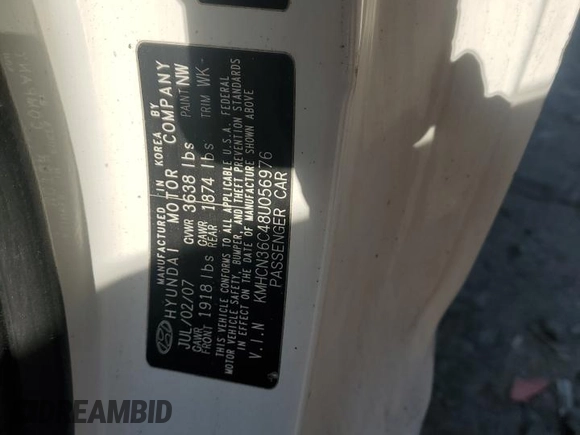 MANUFACTURED IN KOREA BY
HYUNDAI MOTOR COMPANY
JUL/02/07 GVWR 3638 lbs PAINT NW
GAWR FRONT 1918 lbs GAWR REAR 1874 lbs TRIM WK-
THIS VEHICLE CONFORMS TO ALL APPLICABLE U.S.A. FEDERAL
MOTOR VEHICLE SAFETY, BUMPER, AND THEFT PREVENTION STANDARDS
IN EFFECT ON THE DATE OF MANUFACTURE SHOWN ABOVE
V.I.N KMHCN36C48U056976
PASSENGER CAR
IDREAMBID